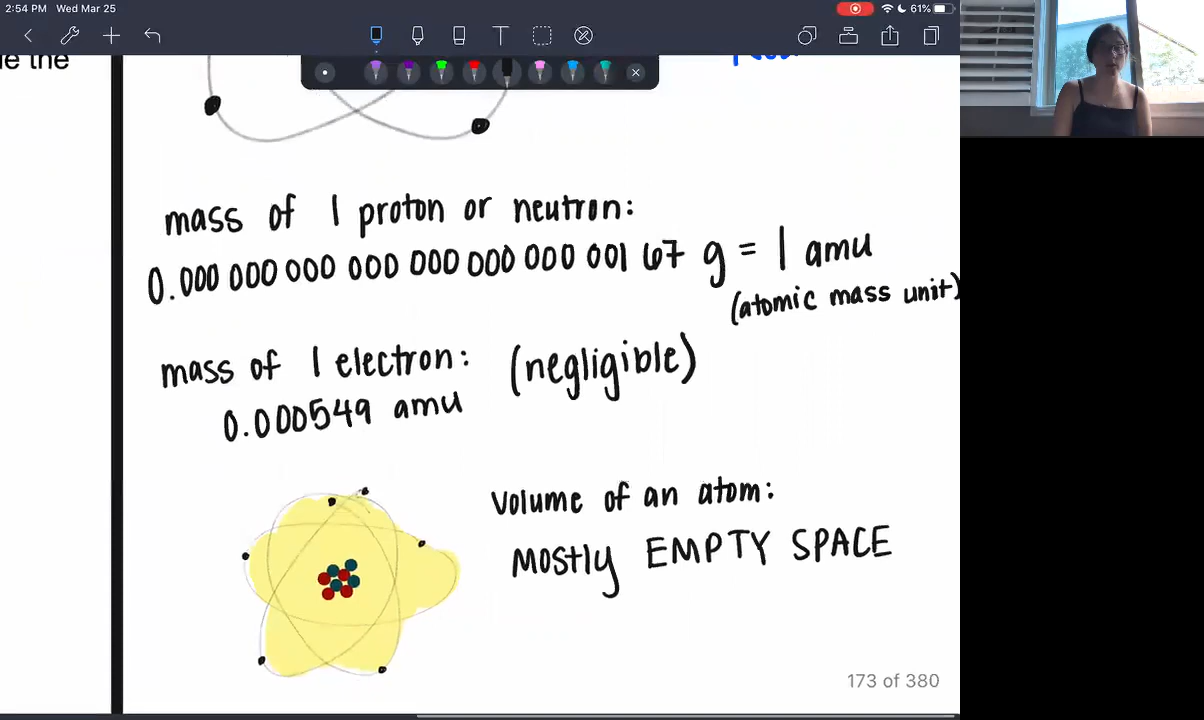 2:54 PM Wed Mar 25
61%
e the
mass of 1 proton or neutron:
0.000 000 000 000 000 000 000 001 67 g = 1 amu
(atomic mass unit)
mass of 1 electron: (negligible)
0.000549 amu
Volume of an atom:
Mostly EMPTY SPACE
173 of 380